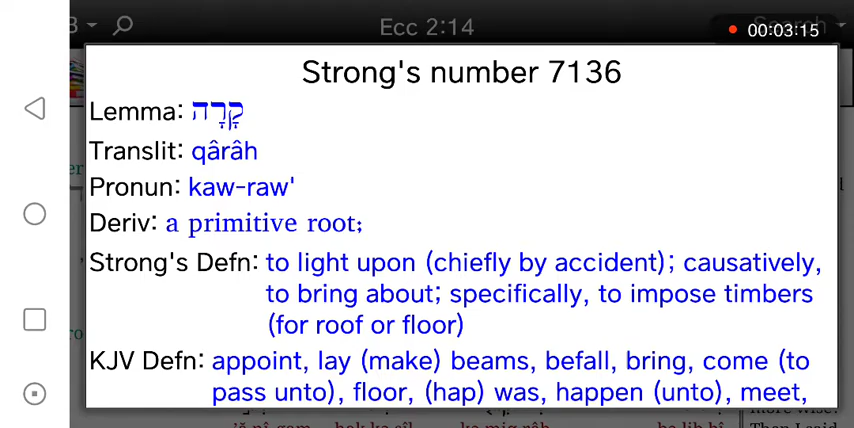 Ecc 2:14
00:03:15
Strong's number 7136
Lemma: קָרָה
Translit: qârâh
Pronun: kaw-raw'
Deriv: a primitive root;
Strong's Defn: to light upon (chiefly by accident); causatively,
to bring about; specifically, to impose timbers
(for roof or floor)
KJV Defn: appoint, lay (make) beams, befall, bring, come (to
pass unto), floor, (hap) was, happen (unto), meet,